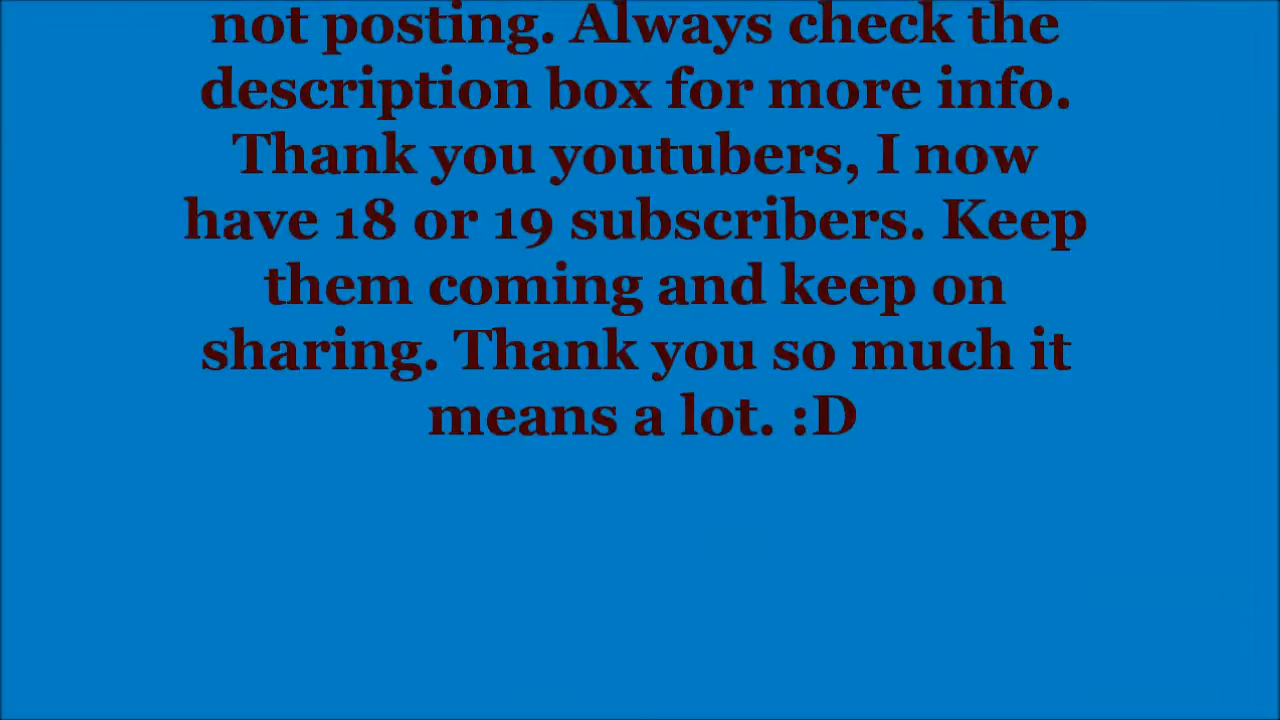 not posting. Always check the
description box for more info.
Thank you youtubers, I now
have 18 or 19 subscribers. Keep
them coming and keep on
sharing. Thank you so much it
means a lot. :D